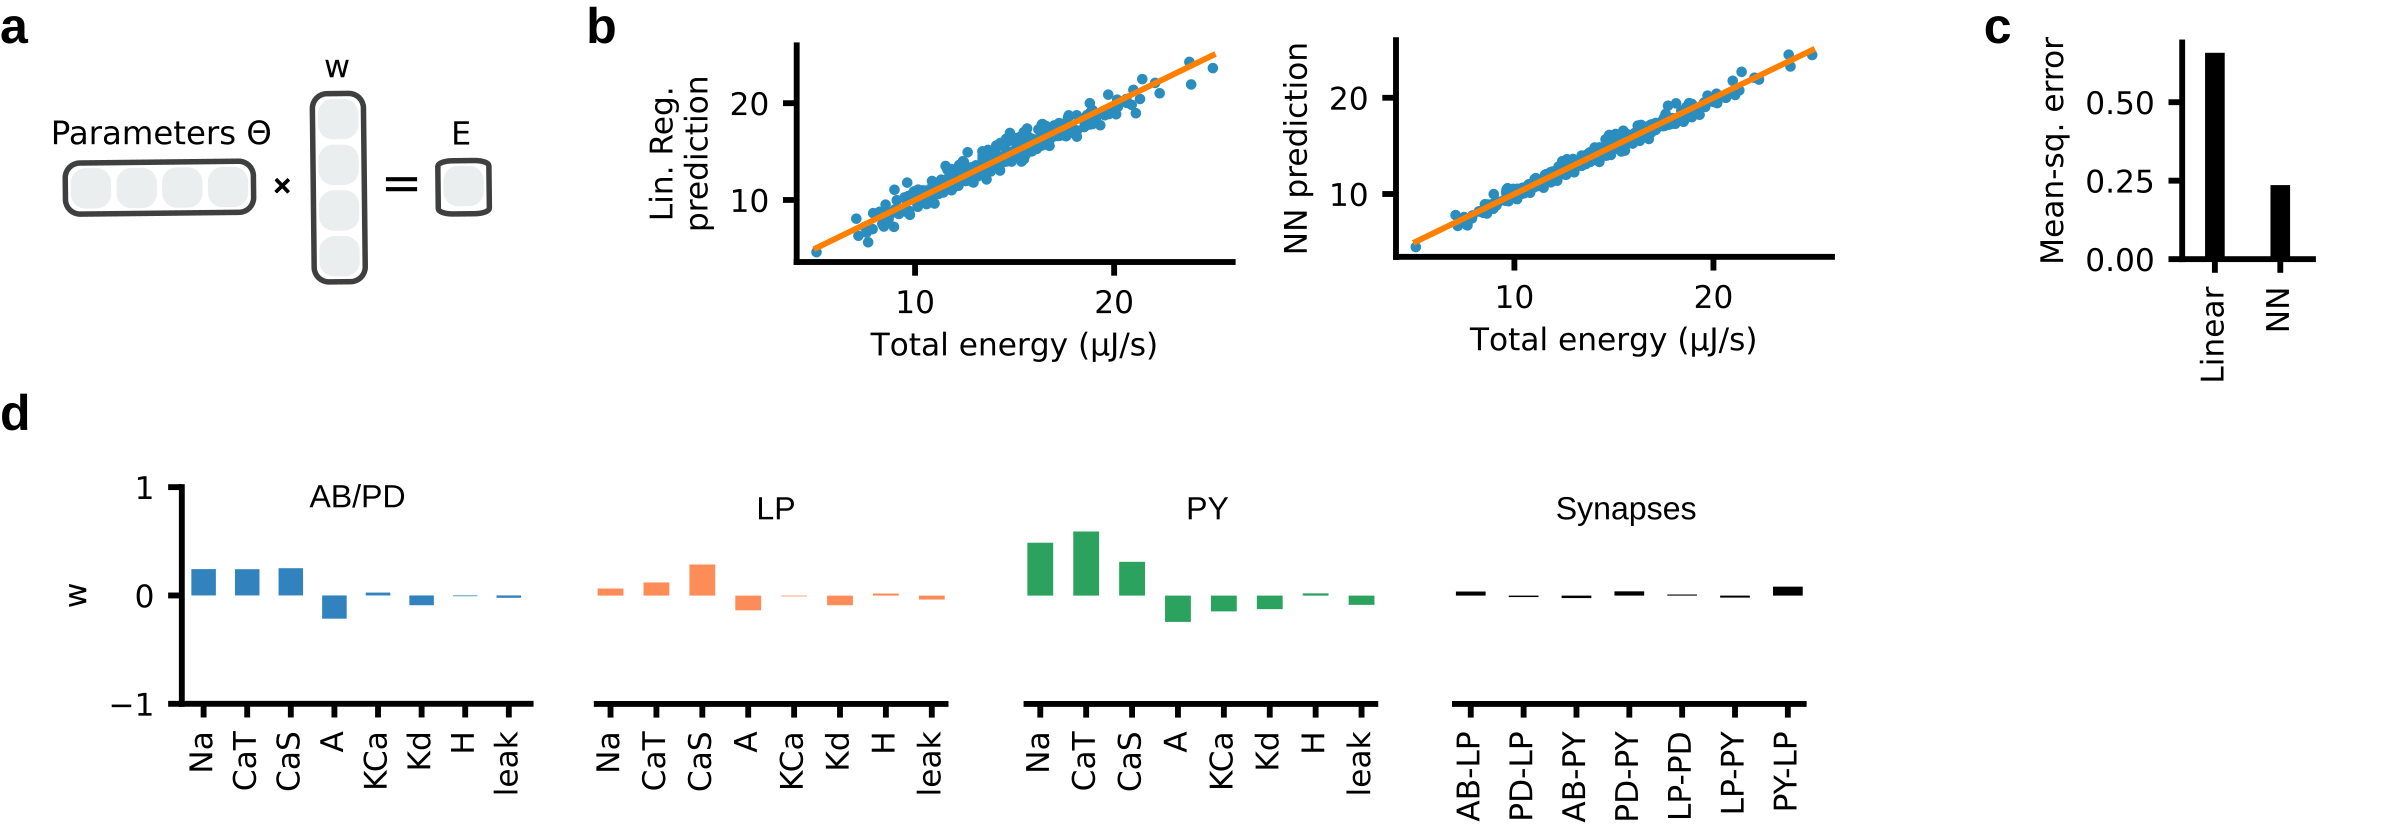 a
Parameters Θ
×
w
=
E
b
Lin. Reg.
prediction
20
10
10
20
Total energy (μJ/s)
NN prediction
20
10
10
20
Total energy (μJ/s)
c
Mean-sq. error
0.50
0.25
0.00
Linear
NN
d
w
1
0
−1
AB/PD
Na
CaT
CaS
A
KCa
Kd
H
leak
LP
Na
CaT
CaS
A
KCa
Kd
H
leak
PY
Na
CaT
CaS
A
KCa
Kd
H
leak
Synapses
AB-LP
PD-LP
AB-PY
PD-PY
LP-PD
LP-PY
PY-LP